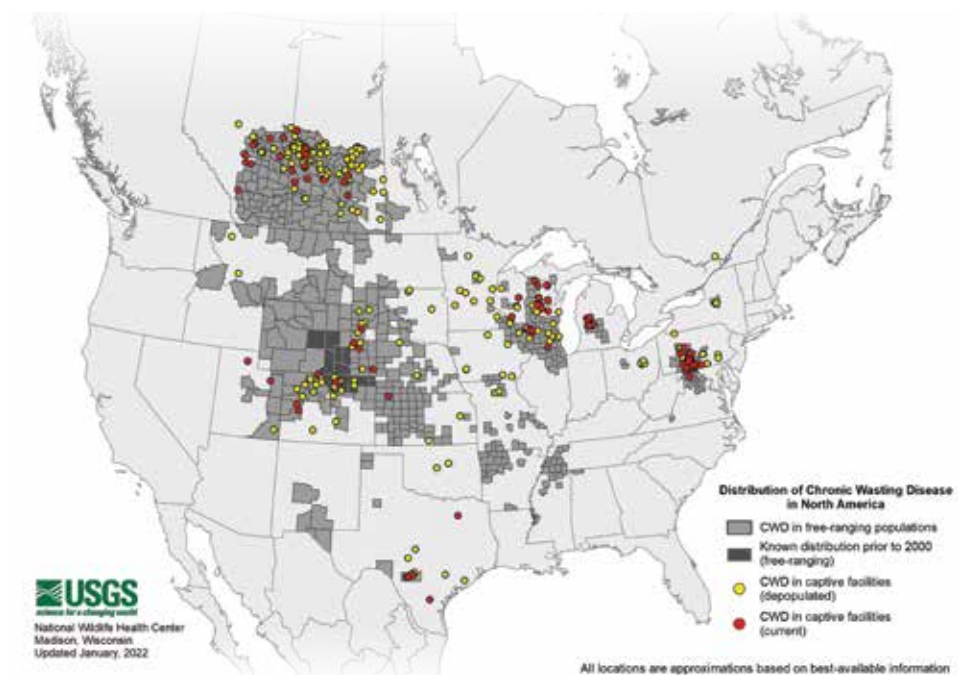 Distribution of Chronic Wasting Disease
in North America
CWD in free-ranging populations
Known distribution prior to 2000
(free-ranging)
CWD in captive facilities
(depopulated)
CWD in captive facilities
(current)
USGS
science for a changing world
National Wildlife Health Center
Madison, Wisconsin
Updated January, 2022
All locations are approximations based on best-available information